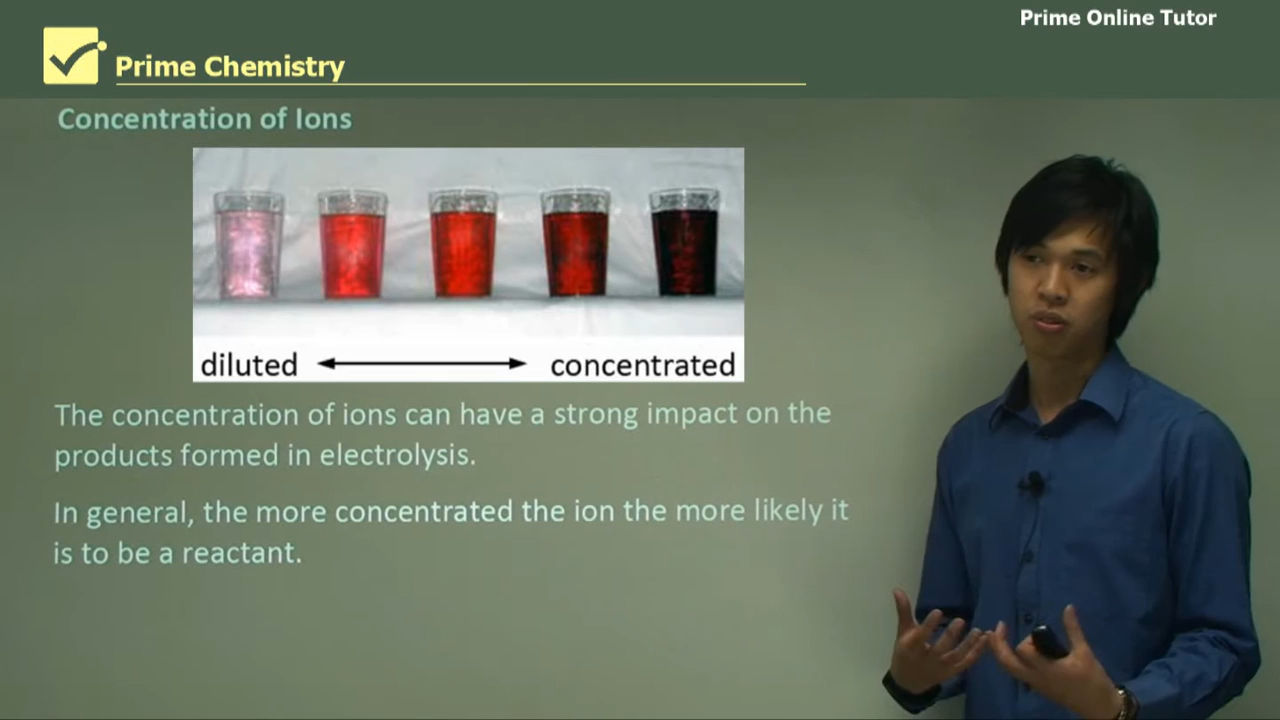 Prime Online Tutor
Prime Chemistry
Concentration of Ions
diluted
concentrated
The concentration of ions can have a strong impact on the
products formed in electrolysis.
In general, the more concentrated the ion the more likely it
is to be a reactant.